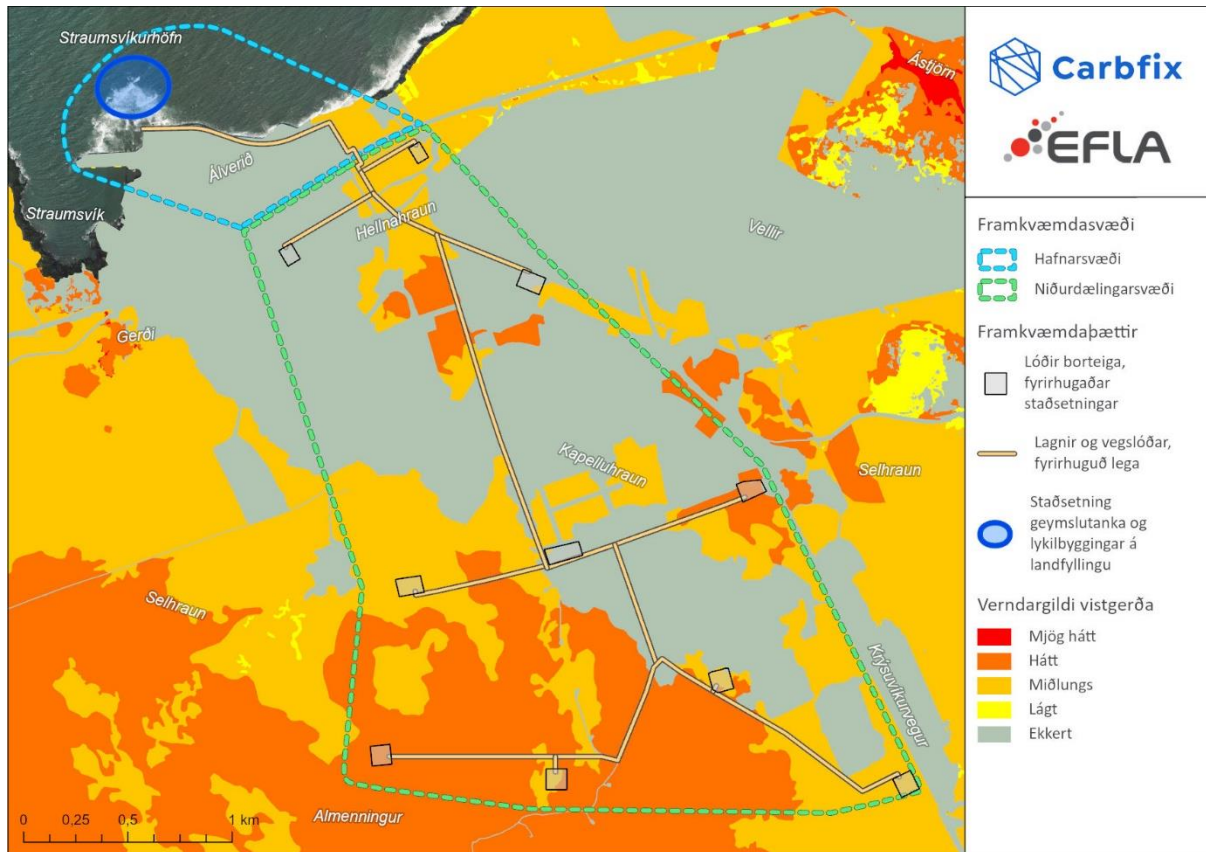 Straumsvíkurhöfn
Ástjörn
Álverið
Straumsvík
Hellnahraun
Vellir
Gerði
Kapelluhraun
Selhraun
Selhraun
Krýsuvíkurvegur
Almenningur
0 0,25 0,5 1 km
Carbfix
EFLA
Framkvæmdasvæði
Hafnarsvæði
Niðurdælingarsvæði
Framkvæmdaþættir
Lóðir borteiga,
fyrirhugaðar
staðsetningar
Lagnir og vegslóðar,
fyrirhuguð lega
Staðsetning
geymslutanka og
lykilbyggingar á
landfyllingu
Verndargildi vistgerða
Mjög hátt
Hátt
Miðlungs
Lágt
Ekkert